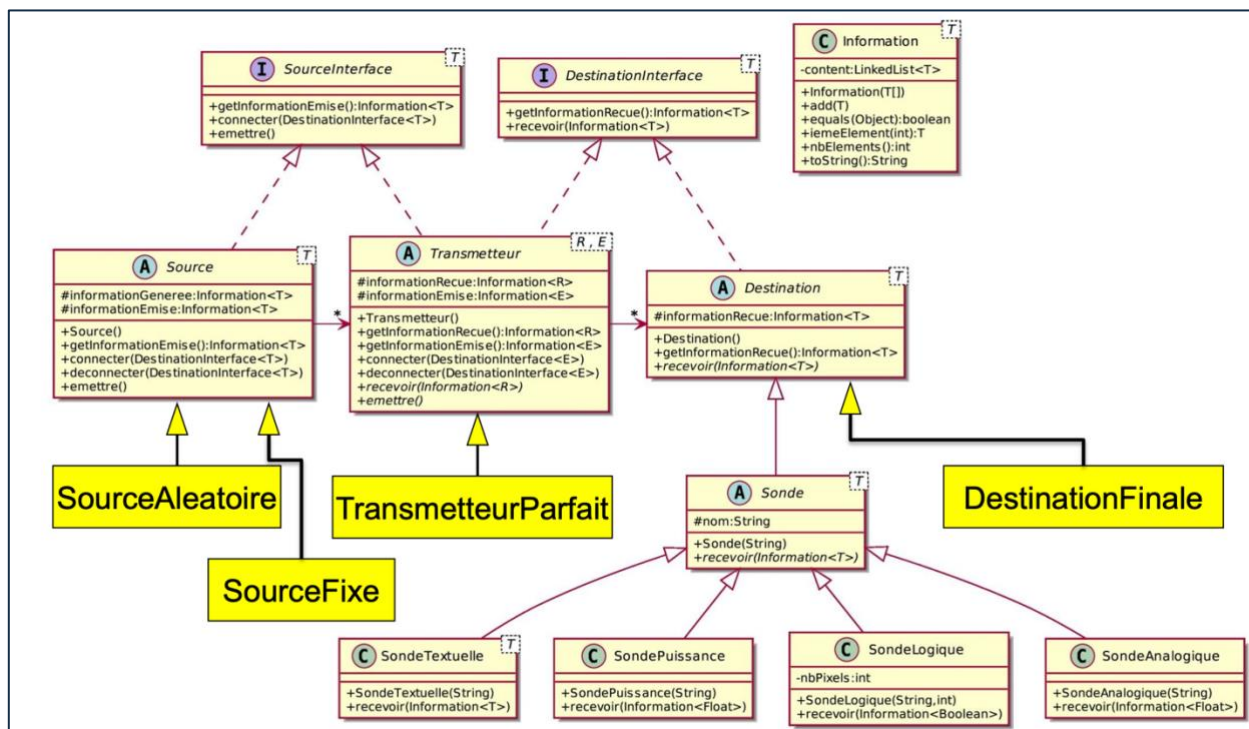 I SourceInterface T
+getInformationEmise():Information<T>
+connecter(DestinationInterface<T>)
+emettre()
I DestinationInterface T
+getInformationRecue():Information<T>
+recevoir(Information<T>)
C Information T
-content:LinkedList<T>
+Information(T[])
+add(T)
+equals(Object):boolean
+iemeElement(int):T
+nbElements():int
+toString():String
A Source T
#informationGeneree:Information<T>
#informationEmise:Information<T>
+Source()
+getInformationEmise():Information<T>
+connecter(DestinationInterface<T>)
+deconnecter(DestinationInterface<T>)
+emettre()
*
A Transmetteur R , E
#informationRecue:Information<R>
#informationEmise:Information<E>
+Transmetteur()
+getInformationRecue():Information<R>
+getInformationEmise():Information<E>
+connecter(DestinationInterface<E>)
+deconnecter(DestinationInterface<E>)
+recevoir(Information<R>)
+emettre()
*
A Destination T
#informationRecue:Information<T>
+Destination()
+getInformationRecue():Information<T>
+recevoir(Information<T>)
SourceAleatoire
SourceFixe
TransmetteurParfait
DestinationFinale
A Sonde T
#nom:String
+Sonde(String)
+recevoir(Information<T>)
C SondeTextuelle T
+SondeTextuelle(String)
+recevoir(Information<T>)
C SondePuissance
+SondePuissance(String)
+recevoir(Information<Float>)
C SondeLogique
-nbPixels:int
+SondeLogique(String,int)
+recevoir(Information<Boolean>)
C SondeAnalogique
+SondeAnalogique(String)
+recevoir(Information<Float>)